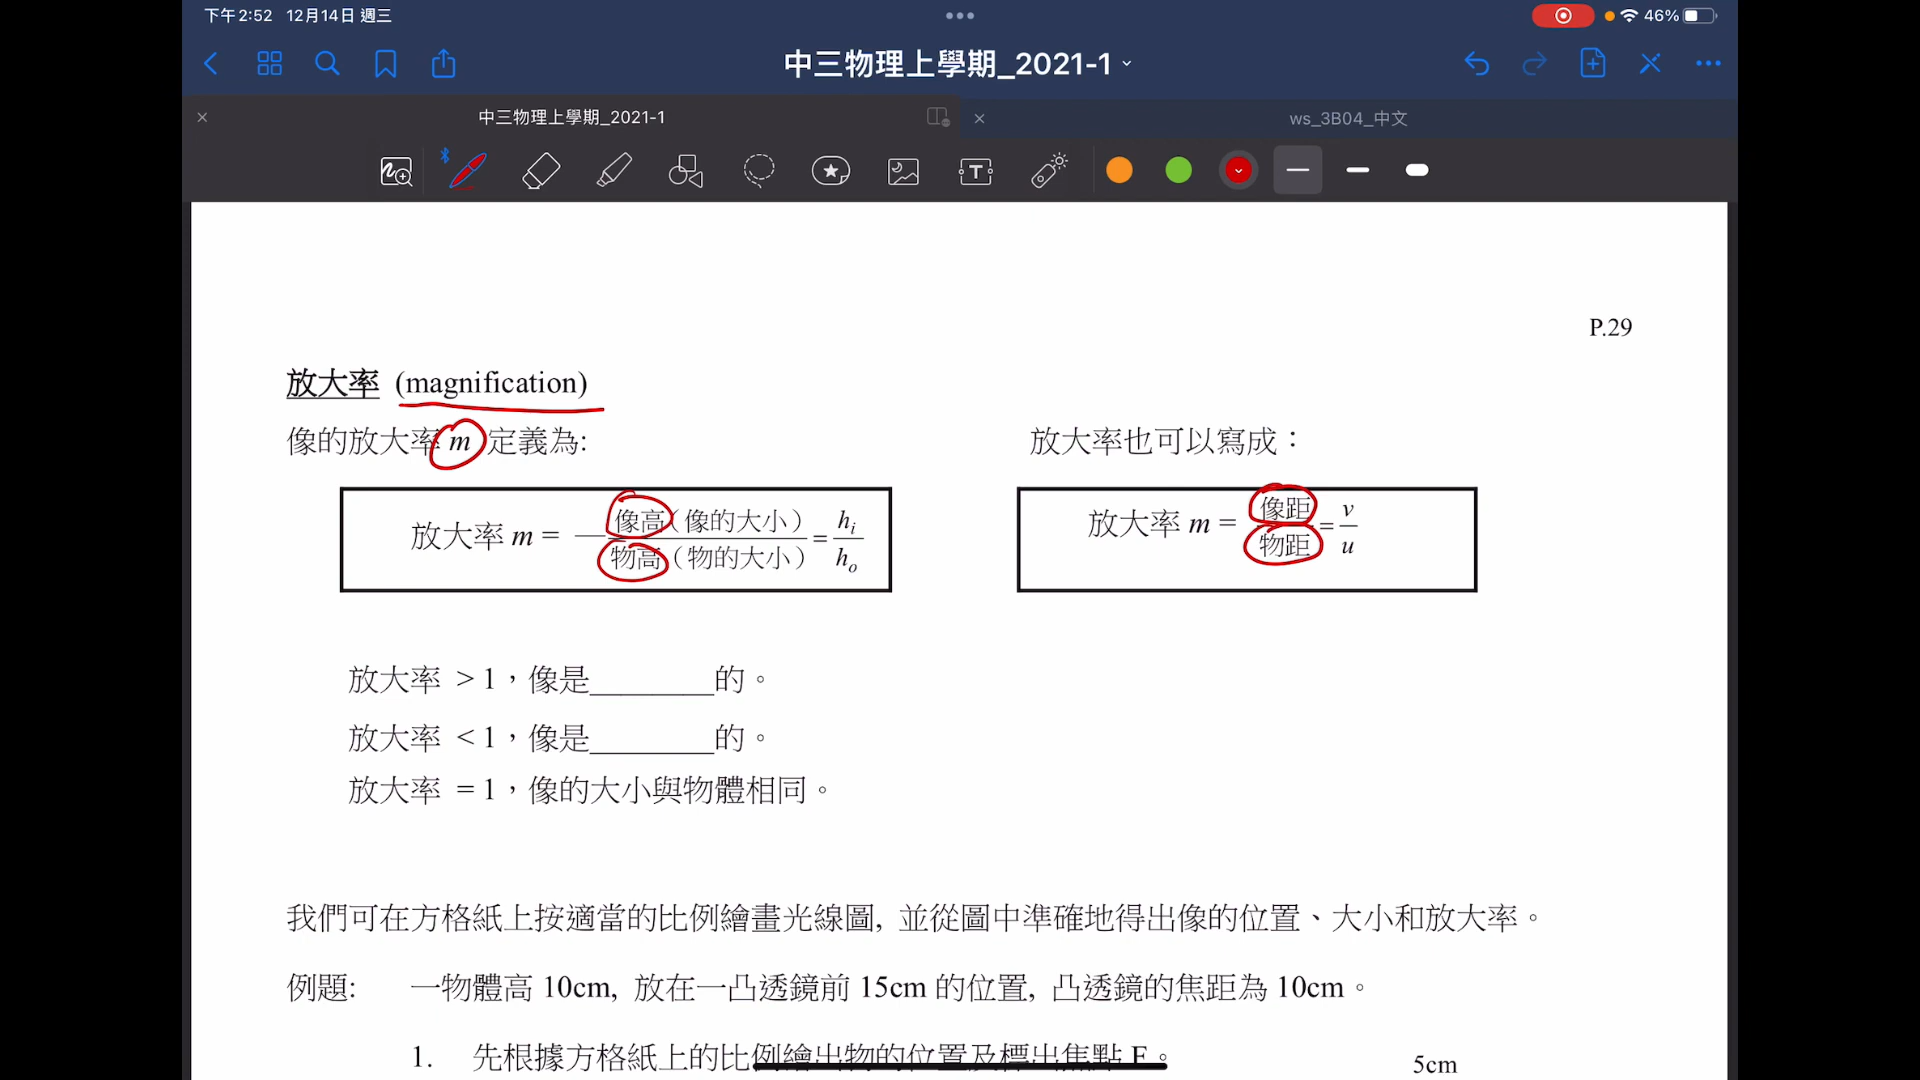 下午2:52 12月14日 週三
46%
中三物理上學期_2021-1
中三物理上學期_2021-1
ws_3B04_中文
P.29
放大率 (magnification)
像的放大率 m 定義為:
放大率也可以寫成：
放大率 m = 像高（像的大小）/物高（物的大小） = hi/ho
放大率 m = 像距/物距 = v/u
放大率 > 1，像是________的。
放大率 < 1，像是________的。
放大率 = 1，像的大小與物體相同。
我們可在方格紙上按適當的比例繪畫光線圖, 並從圖中準確地得出像的位置、大小和放大率。
例題: 一物體高 10cm, 放在一凸透鏡前 15cm 的位置, 凸透鏡的焦距為 10cm。
1. 先根據方格紙上的比例繪出物的位置及標出焦點 F。
5cm